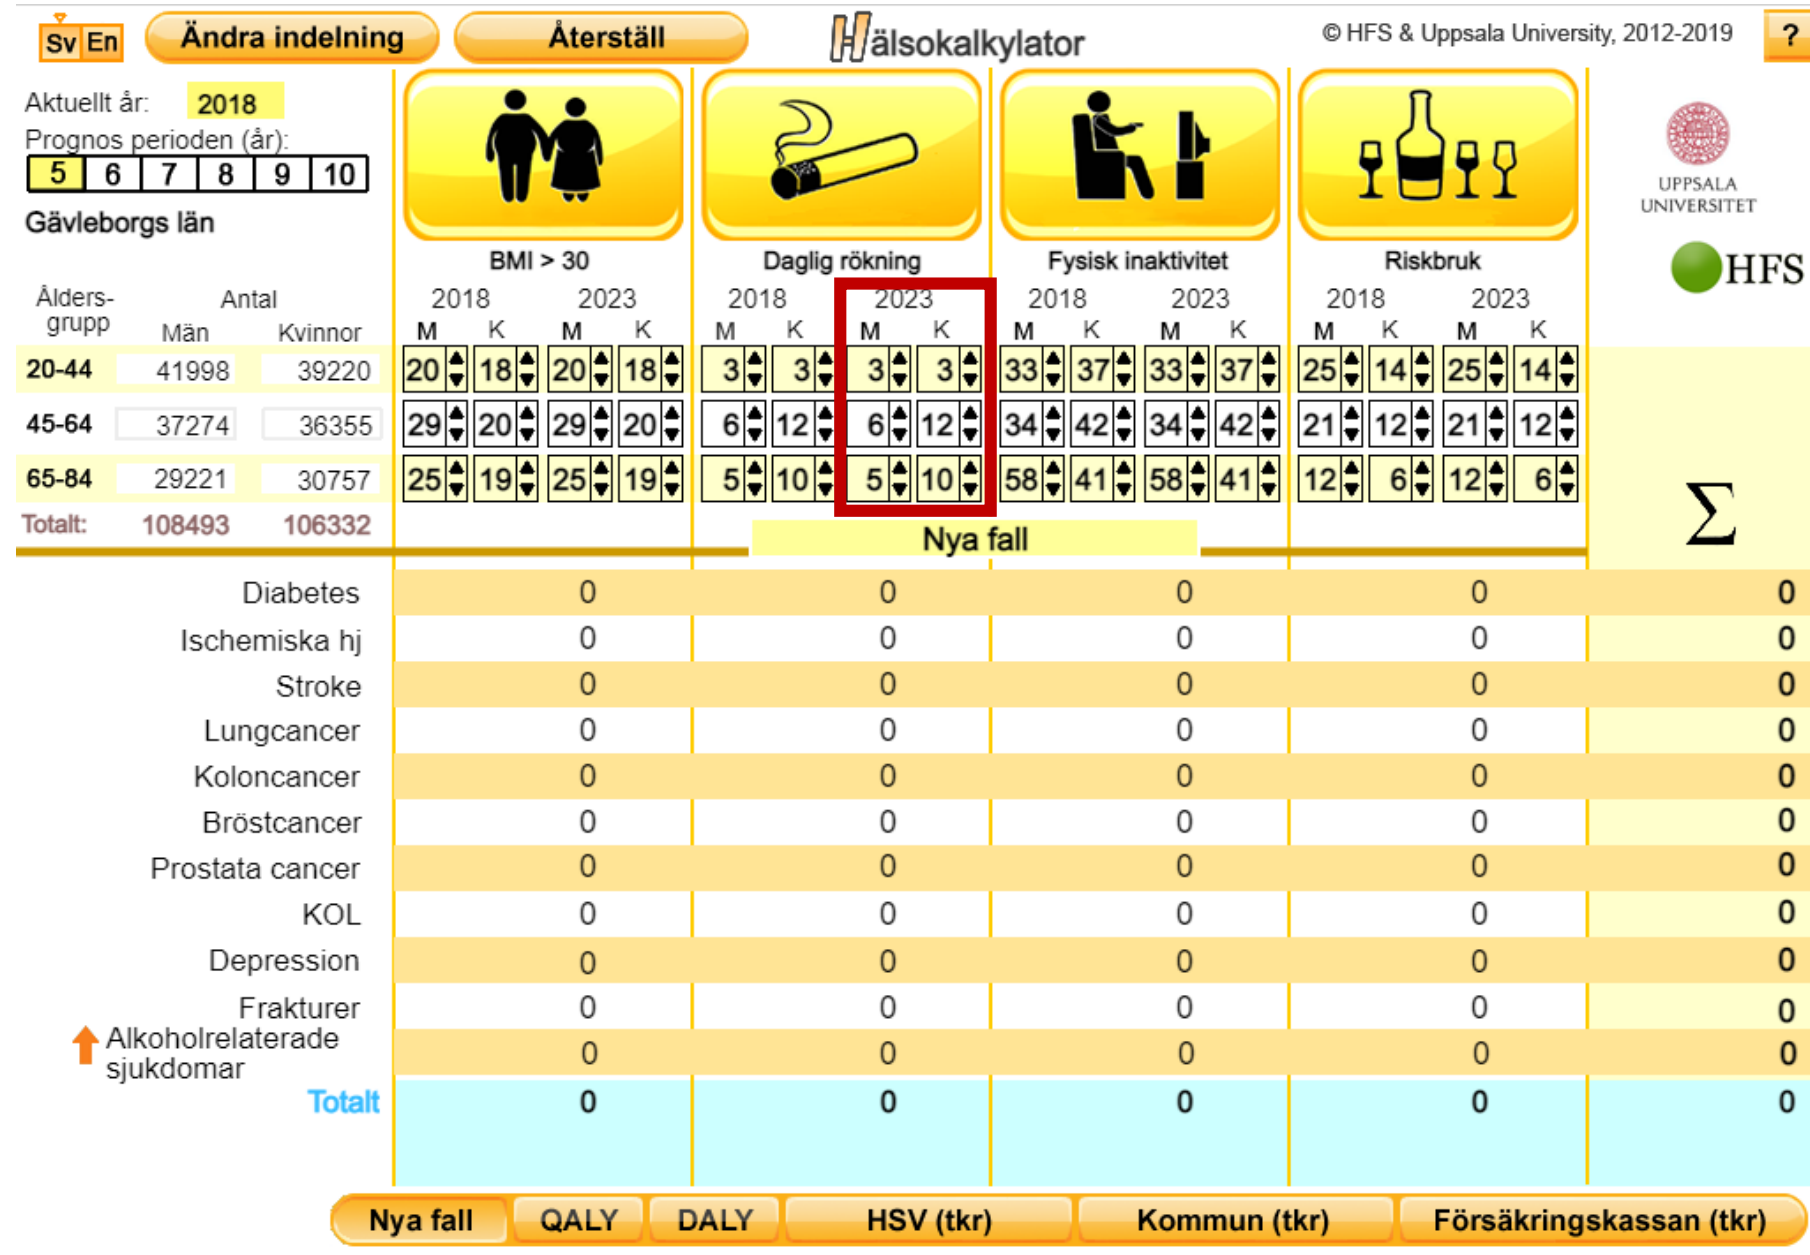 Sv En Ändra indelning Återställ Hälsokalkylator © HFS & Uppsala University, 2012-2019 ?
Aktuellt år: 2018
Prognos perioden (år):
5 6 7 8 9 10
UPPSALA
UNIVERSITET
Gävleborgs län
BMI > 30 Daglig rökning Fysisk inaktivitet Riskbruk
HFS
Ålders-
grupp
Antal
2018 2023 2018 2023 2018 2023 2018 2023
Män Kvinnor M K M K M K M K M K M K M K M K
20-44 41998 39220 20 18 20 18 3 3 3 3 33 37 33 37 25 14 25 14
45-64 37274 36355 29 20 29 20 6 12 6 12 34 42 34 42 21 12 21 12
65-84 29221 30757 25 19 25 19 5 10 5 10 58 41 58 41 12 6 12 6
Totalt: 108493 106332
Σ
Nya fall
Diabetes 0 0 0 0 0
Ischemiska hj 0 0 0 0 0
Stroke 0 0 0 0 0
Lungcancer 0 0 0 0 0
Koloncancer 0 0 0 0 0
Bröstcancer 0 0 0 0 0
Prostata cancer 0 0 0 0 0
KOL 0 0 0 0 0
Depression 0 0 0 0 0
Frakturer 0 0 0 0 0
Alkoholrelaterade
sjukdomar 0 0 0 0 0
Totalt 0 0 0 0 0
Nya fall QALY DALY HSV (tkr) Kommun (tkr) Försäkringskassan (tkr)